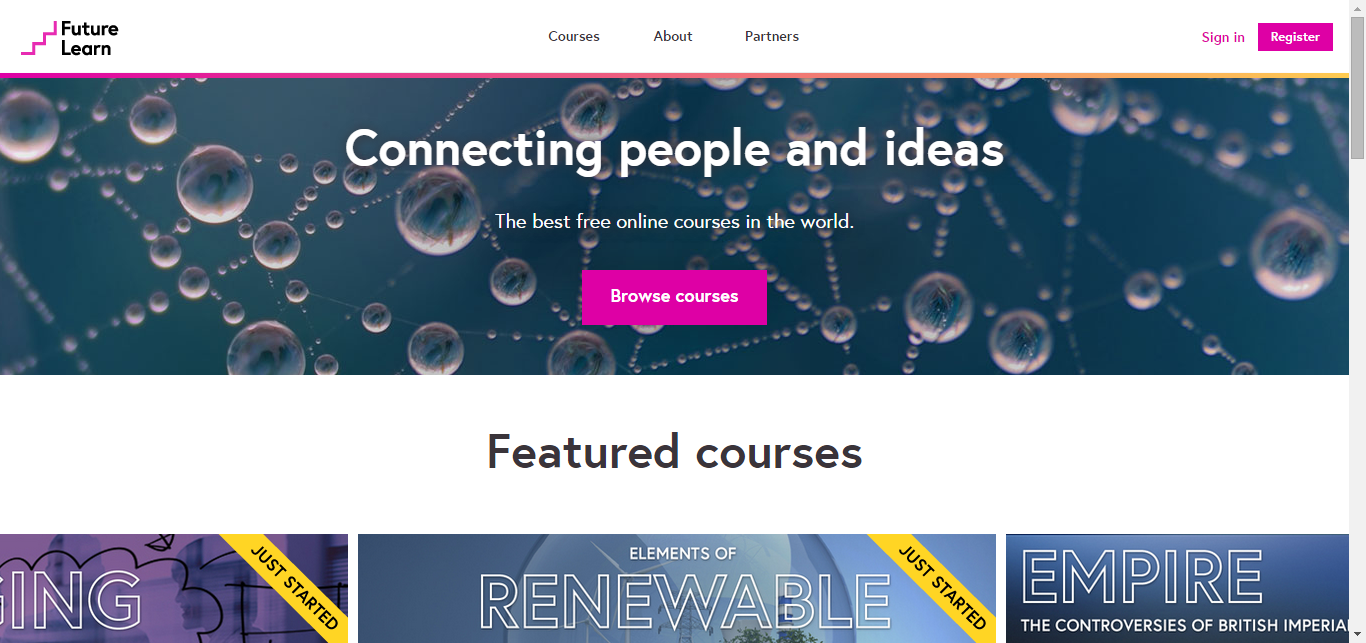 Future
Learn
Courses
About
Partners
Sign in
Register
Connecting people and ideas
The best free online courses in the world.
Browse courses
Featured courses
GING
JUST STARTED
ELEMENTS OF
RENEWABLE
JUST STARTED
EMPIRE
THE CONTROVERSIES OF BRITISH IMPERIA